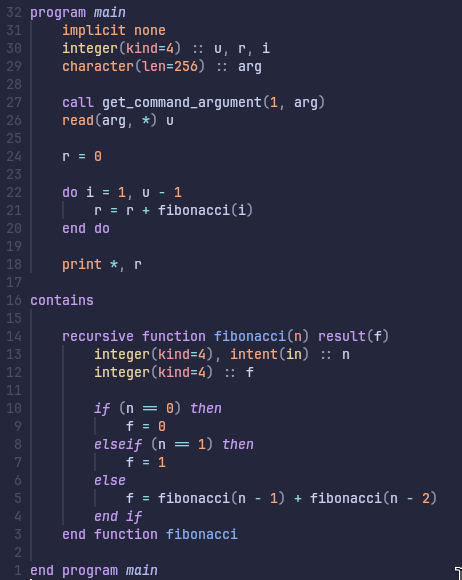 32 program main
31     implicit none
30     integer(kind=4) :: u, r, i
29     character(len=256) :: arg
28
27     call get_command_argument(1, arg)
26     read(arg, *) u
25
24     r = 0
23
22     do i = 1, u - 1
21         r = r + fibonacci(i)
20     end do
19
18     print *, r
17
16 contains
15
14     recursive function fibonacci(n) result(f)
13         integer(kind=4), intent(in) :: n
12         integer(kind=4) :: f
11
10         if (n == 0) then
9             f = 0
8         elseif (n == 1) then
7             f = 1
6         else
5             f = fibonacci(n - 1) + fibonacci(n - 2)
4         end if
3     end function fibonacci
2
1 end program main